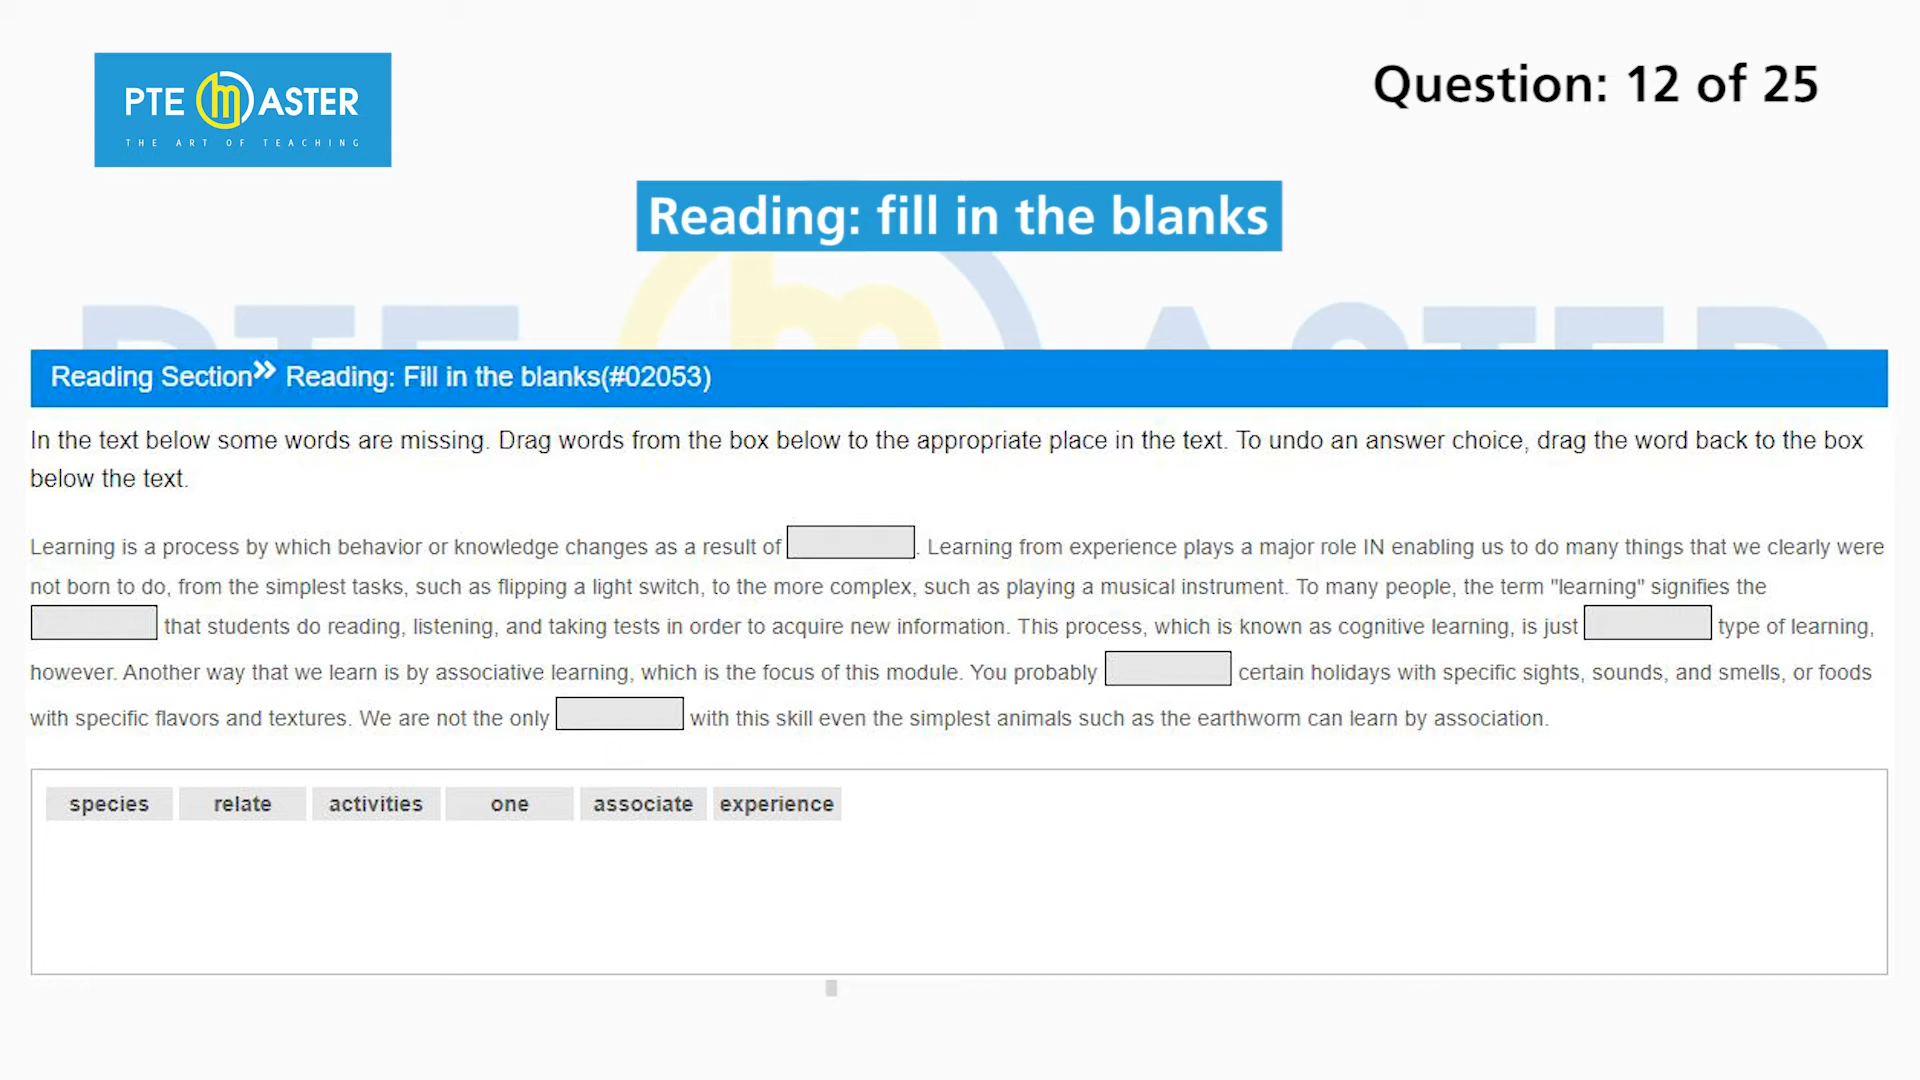 PTE MASTER
THE ART OF TEACHING
Question: 12 of 25
Reading: fill in the blanks
PTE MASTER
Reading Section» Reading: Fill in the blanks(#02053)
In the text below some words are missing. Drag words from the box below to the appropriate place in the text. To undo an answer choice, drag the word back to the box
below the text.
Learning is a process by which behavior or knowledge changes as a result of . Learning from experience plays a major role IN enabling us to do many things that we clearly were
not born to do, from the simplest tasks, such as flipping a light switch, to the more complex, such as playing a musical instrument. To many people, the term "learning" signifies the
that students do reading, listening, and taking tests in order to acquire new information. This process, which is known as cognitive learning, is just type of learning,
however. Another way that we learn is by associative learning, which is the focus of this module. You probably certain holidays with specific sights, sounds, and smells, or foods
with specific flavors and textures. We are not the only with this skill even the simplest animals such as the earthworm can learn by association.
species relate activities one associate experience